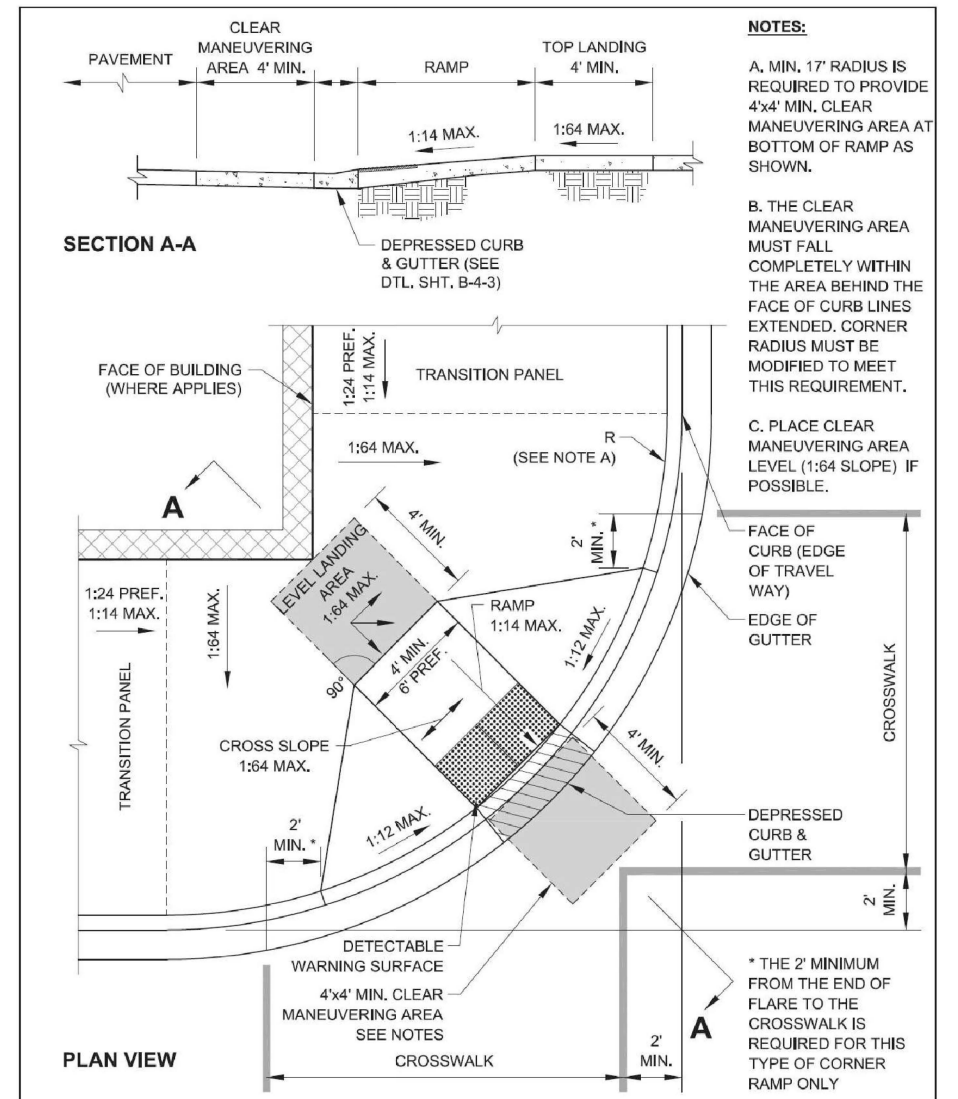 CLEAR
MANEUVERING
AREA 4' MIN.
PAVEMENT
RAMP
TOP LANDING
4' MIN.
1:14 MAX.
1:64 MAX.
SECTION A-A
DEPRESSED CURB
& GUTTER (SEE
DTL. SHT. B-4-3)
NOTES:
A. MIN. 17' RADIUS IS
REQUIRED TO PROVIDE
4'x4' MIN. CLEAR
MANEUVERING AREA AT
BOTTOM OF RAMP AS
SHOWN.
B. THE CLEAR
MANEUVERING AREA
MUST FALL
COMPLETELY WITHIN
THE AREA BEHIND THE
FACE OF CURB LINES
EXTENDED. CORNER
RADIUS MUST BE
MODIFIED TO MEET
THIS REQUIREMENT.
C. PLACE CLEAR
MANEUVERING AREA
LEVEL (1:64 SLOPE) IF
POSSIBLE.
FACE OF BUILDING
(WHERE APPLIES)
1:24 PREF.
1:14 MAX.
TRANSITION PANEL
1:64 MAX.
R
(SEE NOTE A)
A
4' MIN.
2'
MIN. *
FACE OF
CURB (EDGE
OF TRAVEL
WAY)
EDGE OF
GUTTER
LEVEL LANDING
AREA
1:64 MAX.
RAMP
1:14 MAX.
1:24 PREF.
1:14 MAX.
1:64 MAX.
4' MIN.
6' PREF.
1:12 MAX.
90°
CROSSWALK
TRANSITION PANEL
CROSS SLOPE
1:64 MAX.
4' MIN.
2'
MIN. *
1:12 MAX.
DEPRESSED
CURB &
GUTTER
2'
MIN.
DETECTABLE
WARNING SURFACE
4'x4' MIN. CLEAR
MANEUVERING AREA
SEE NOTES
A
2'
MIN.
CROSSWALK
PLAN VIEW
* THE 2' MINIMUM
FROM THE END OF
FLARE TO THE
CROSSWALK IS
REQUIRED FOR THIS
TYPE OF CORNER
RAMP ONLY